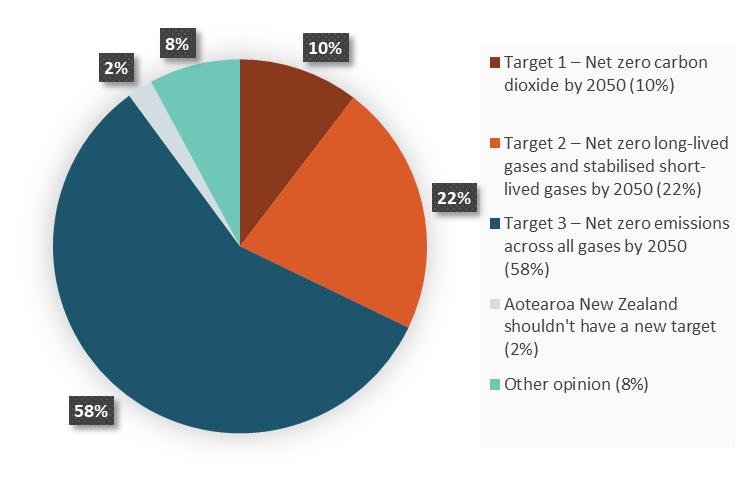 8%
10%
2%
22%
58%
Target 1 – Net zero carbon
dioxide by 2050 (10%)
Target 2 – Net zero long-lived
gases and stabilised short-
lived gases by 2050 (22%)
Target 3 – Net zero emissions
across all gases by 2050
(58%)
Aotearoa New Zealand
shouldn't have a new target
(2%)
Other opinion (8%)